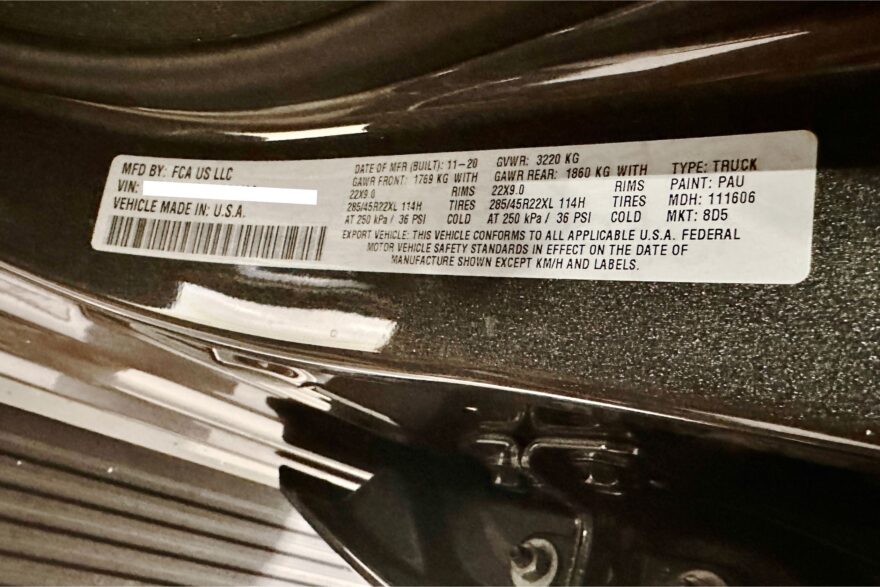 MFD BY: FCA US LLC
VIN:
VEHICLE MADE IN: U.S.A.
DATE OF MFR (BUILT): 11-20 GVWR: 3220 KG
GAWR FRONT: 1769 KG WITH GAWR REAR: 1860 KG WITH
22X9.0 RIMS 22X9.0 RIMS
285/45R22XL 114H TIRES 285/45R22XL 114H TIRES
AT 250 kPa / 36 PSI COLD AT 250 kPa / 36 PSI COLD
TYPE: TRUCK
PAINT: PAU
MDH: 111606
MKT: 8D5
EXPORT VEHICLE: THIS VEHICLE CONFORMS TO ALL APPLICABLE U.S.A. FEDERAL
MOTOR VEHICLE SAFETY STANDARDS IN EFFECT ON THE DATE OF
MANUFACTURE SHOWN EXCEPT KM/H AND LABELS.